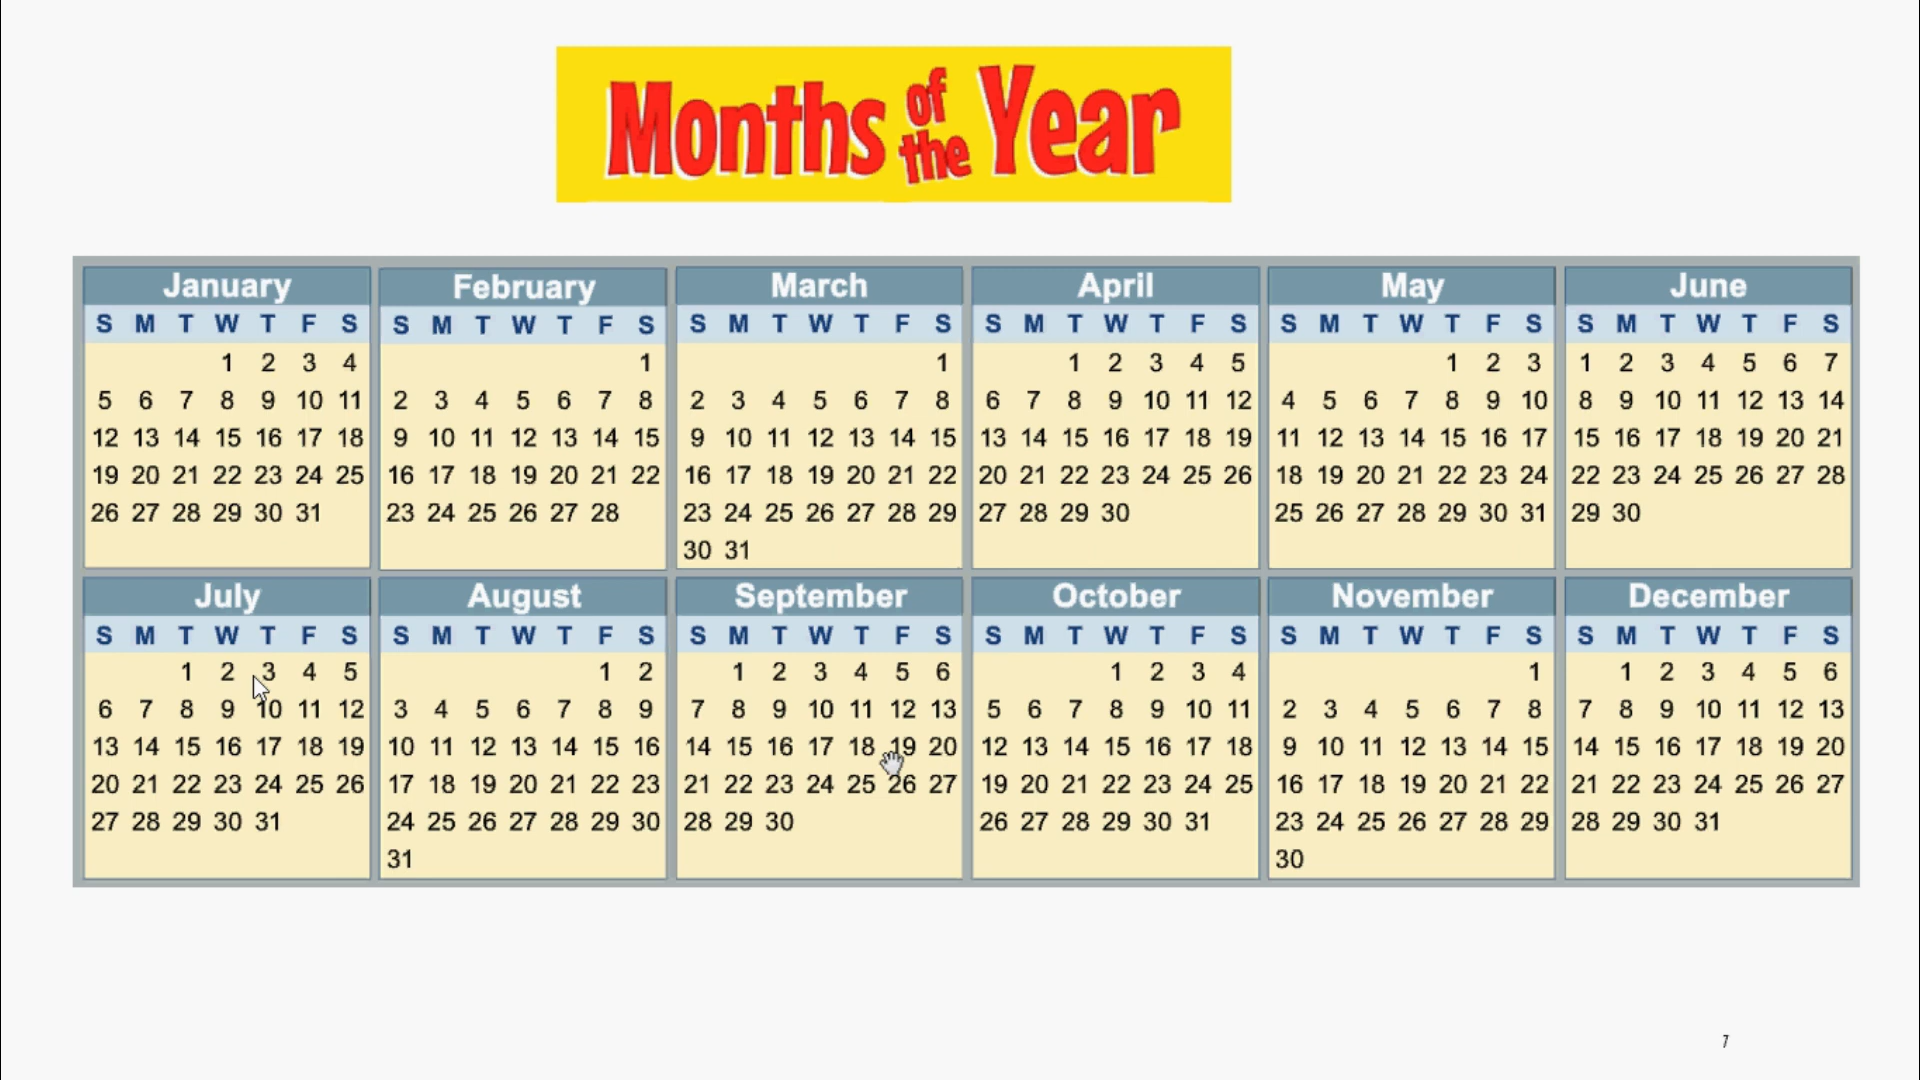 Months of the Year
January
S M T W T F S
1 2 3 4
5 6 7 8 9 10 11
12 13 14 15 16 17 18
19 20 21 22 23 24 25
26 27 28 29 30 31
February
S M T W T F S
1
2 3 4 5 6 7 8
9 10 11 12 13 14 15
16 17 18 19 20 21 22
23 24 25 26 27 28
March
S M T W T F S
1
2 3 4 5 6 7 8
9 10 11 12 13 14 15
16 17 18 19 20 21 22
23 24 25 26 27 28 29
30 31
April
S M T W T F S
1 2 3 4 5
6 7 8 9 10 11 12
13 14 15 16 17 18 19
20 21 22 23 24 25 26
27 28 29 30
May
S M T W T F S
1 2 3
4 5 6 7 8 9 10
11 12 13 14 15 16 17
18 19 20 21 22 23 24
25 26 27 28 29 30 31
June
S M T W T F S
1 2 3 4 5 6 7
8 9 10 11 12 13 14
15 16 17 18 19 20 21
22 23 24 25 26 27 28
29 30
July
S M T W T F S
1 2 3 4 5
6 7 8 9 10 11 12
13 14 15 16 17 18 19
20 21 22 23 24 25 26
27 28 29 30 31
August
S M T W T F S
1 2
3 4 5 6 7 8 9
10 11 12 13 14 15 16
17 18 19 20 21 22 23
24 25 26 27 28 29 30
31
September
S M T W T F S
1 2 3 4 5 6
7 8 9 10 11 12 13
14 15 16 17 18 19 20
21 22 23 24 25 26 27
28 29 30
October
S M T W T F S
1 2 3 4
5 6 7 8 9 10 11
12 13 14 15 16 17 18
19 20 21 22 23 24 25
26 27 28 29 30 31
November
S M T W T F S
1
2 3 4 5 6 7 8
9 10 11 12 13 14 15
16 17 18 19 20 21 22
23 24 25 26 27 28 29
30
December
S M T W T F S
1 2 3 4 5 6
7 8 9 10 11 12 13
14 15 16 17 18 19 20
21 22 23 24 25 26 27
28 29 30 31
7